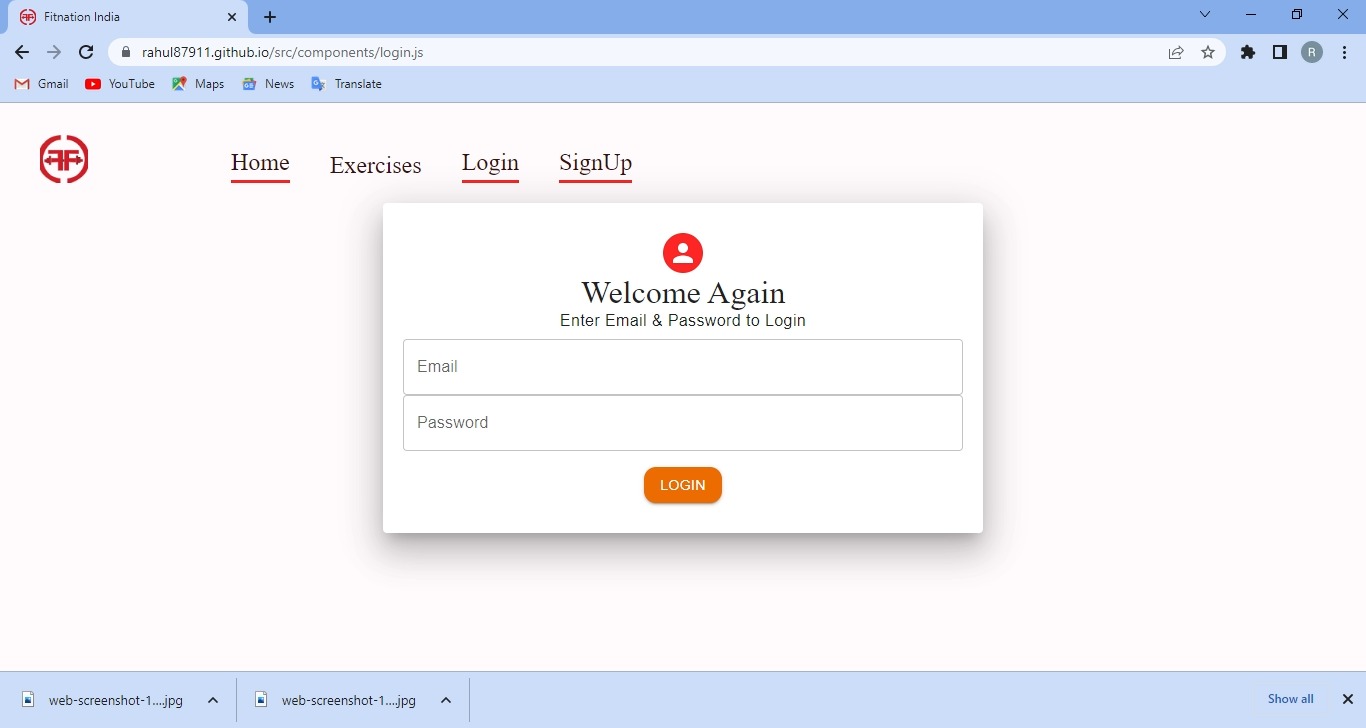 Fitnation India
rahul87911.github.io/src/components/login.js
R
Gmail YouTube Maps News Translate
Home Exercises Login SignUp
Welcome Again
Enter Email & Password to Login
Email
Password
LOGIN
web-screenshot-1....jpg web-screenshot-1....jpg Show all